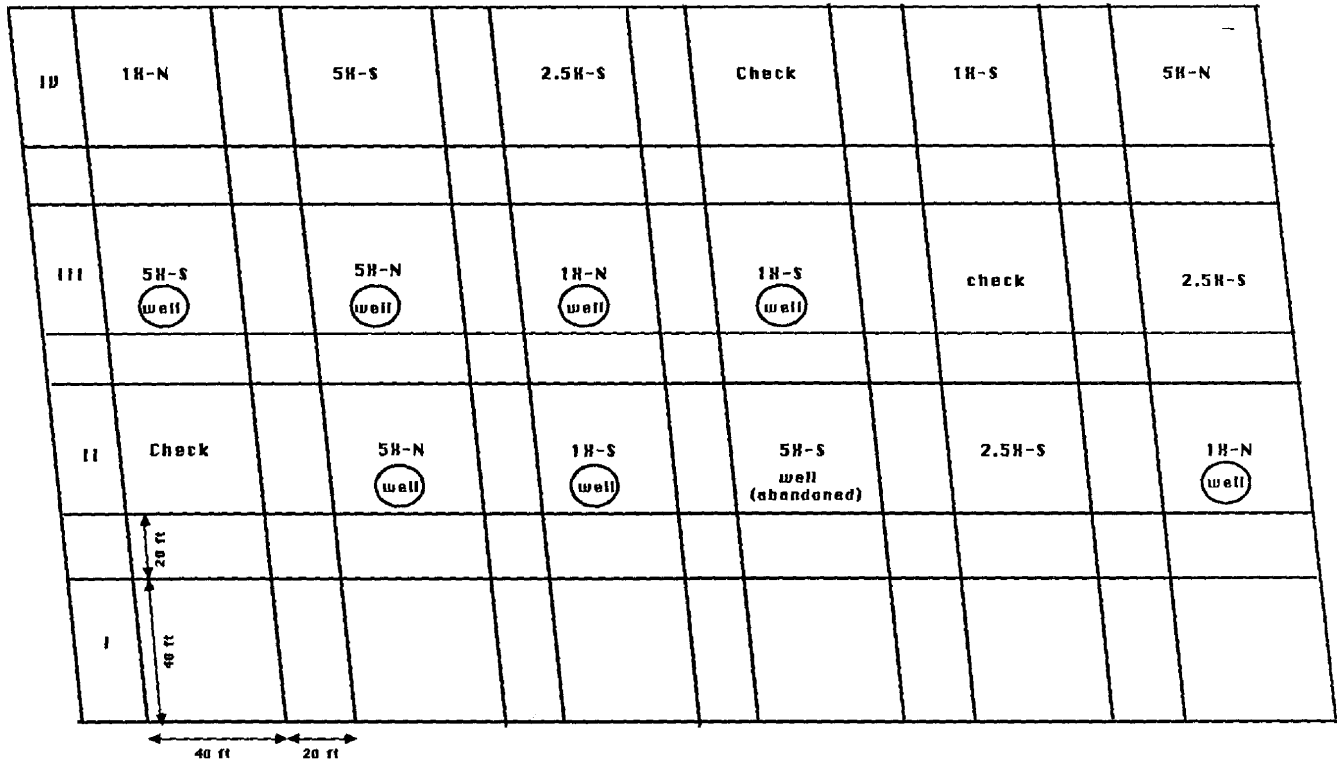 IV 1X-N 5X-S 2.5X-S Check 1X-S 5X-N
III 5X-S 5X-N 1X-N 1X-S check 2.5X-S
well well well well
II Check 5X-N 1X-S 5X-S 2.5X-S 1X-N
well well well well
(abandoned)
20 ft
I
40 ft
40 ft 20 ft